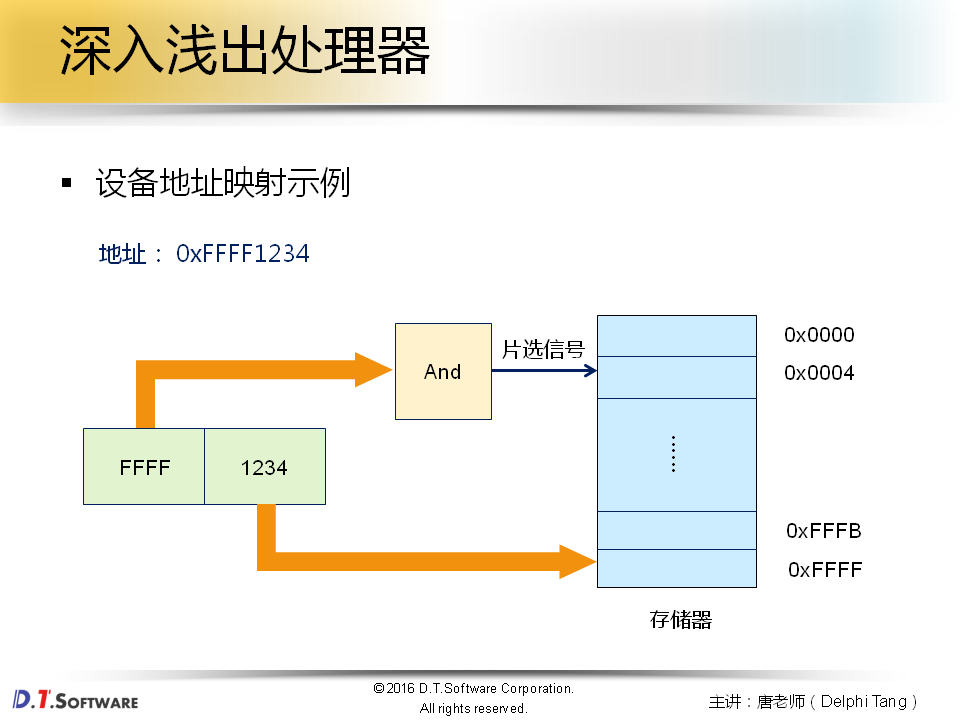 深入浅出处理器
▪ 设备地址映射示例
地址： 0xFFFF1234
And
片选信号
FFFF
1234
0x0000
0x0004
……
0xFFFB
0xFFFF
存储器
D.T.SOFTWARE
©2016 D.T.Software Corporation.
All rights reserved.
主讲：唐老师（Delphi Tang）